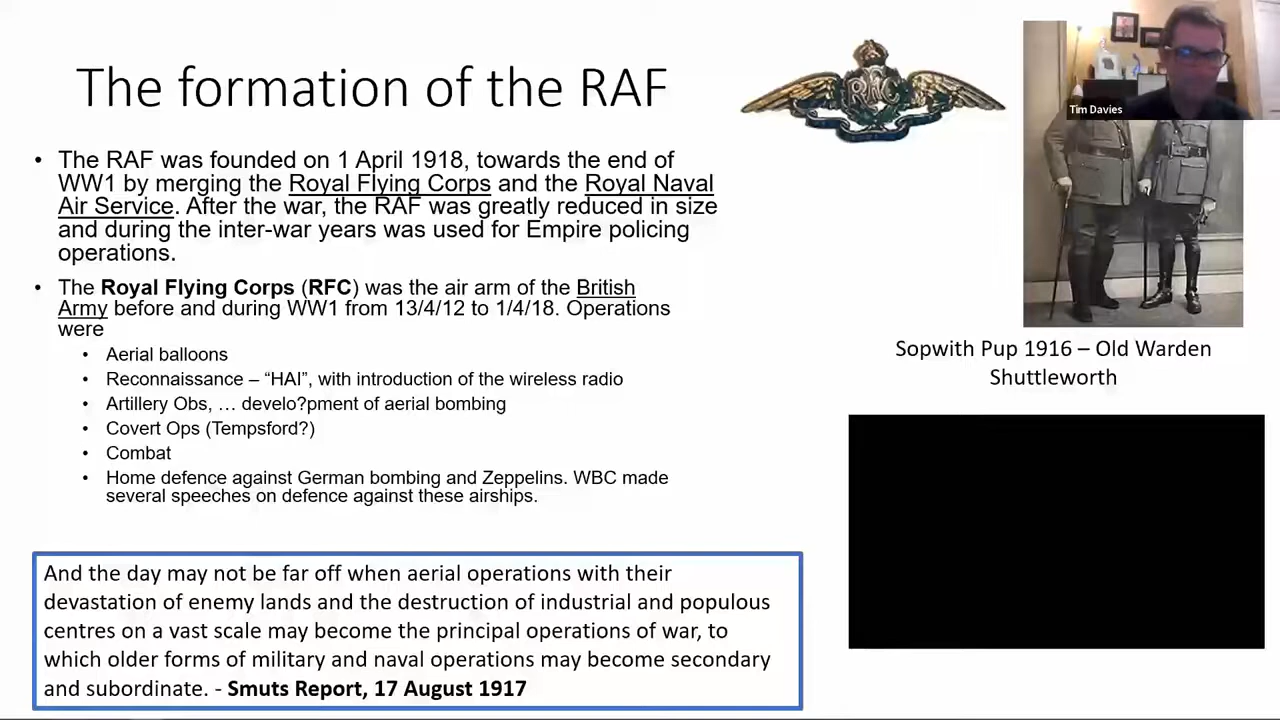 The formation of the RAF
RFC
Tim Davies
• The RAF was founded on 1 April 1918, towards the end of
WW1 by merging the Royal Flying Corps and the Royal Naval
Air Service. After the war, the RAF was greatly reduced in size
and during the inter-war years was used for Empire policing
operations.
• The Royal Flying Corps (RFC) was the air arm of the British
Army before and during WW1 from 13/4/12 to 1/4/18. Operations
were
• Aerial balloons
• Reconnaissance – “HAI”, with introduction of the wireless radio
• Artillery Obs, … develo?pment of aerial bombing
• Covert Ops (Tempsford?)
• Combat
• Home defence against German bombing and Zeppelins. WBC made
several speeches on defence against these airships.
Sopwith Pup 1916 – Old Warden
Shuttleworth
And the day may not be far off when aerial operations with their
devastation of enemy lands and the destruction of industrial and populous
centres on a vast scale may become the principal operations of war, to
which older forms of military and naval operations may become secondary
and subordinate. - Smuts Report, 17 August 1917